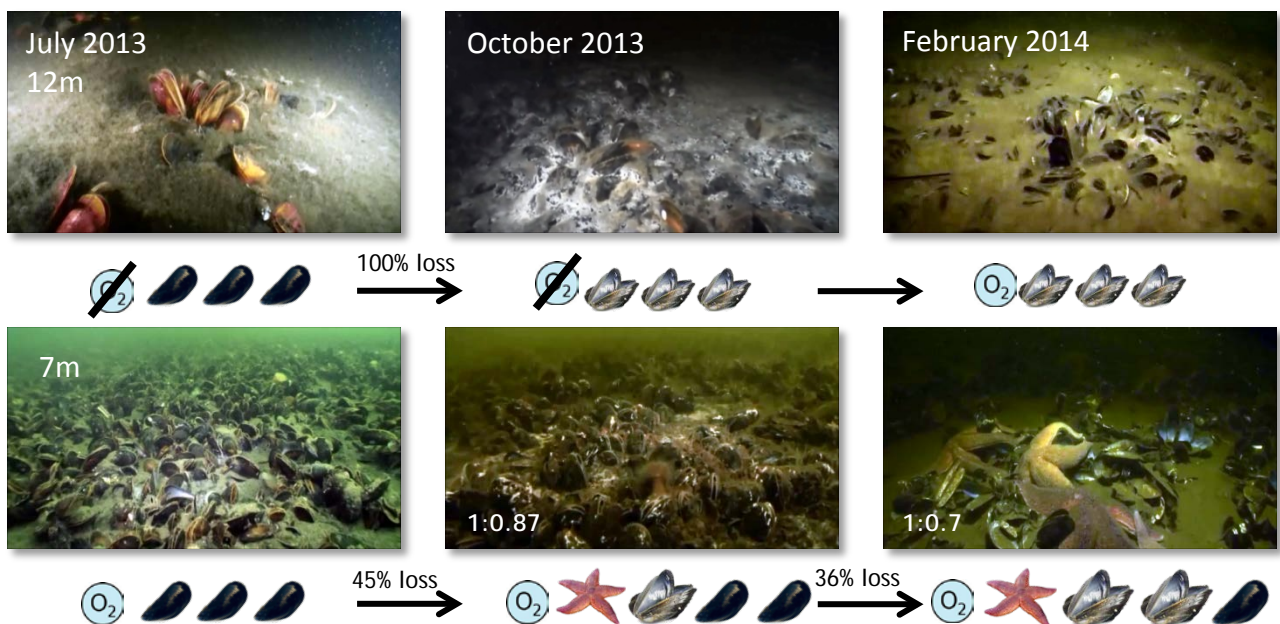 July 2013
12m
October 2013
February 2014
O2
100% loss
O2
O2
7m
1:0.87
1:0.7
O2
45% loss
O2
36% loss
O2